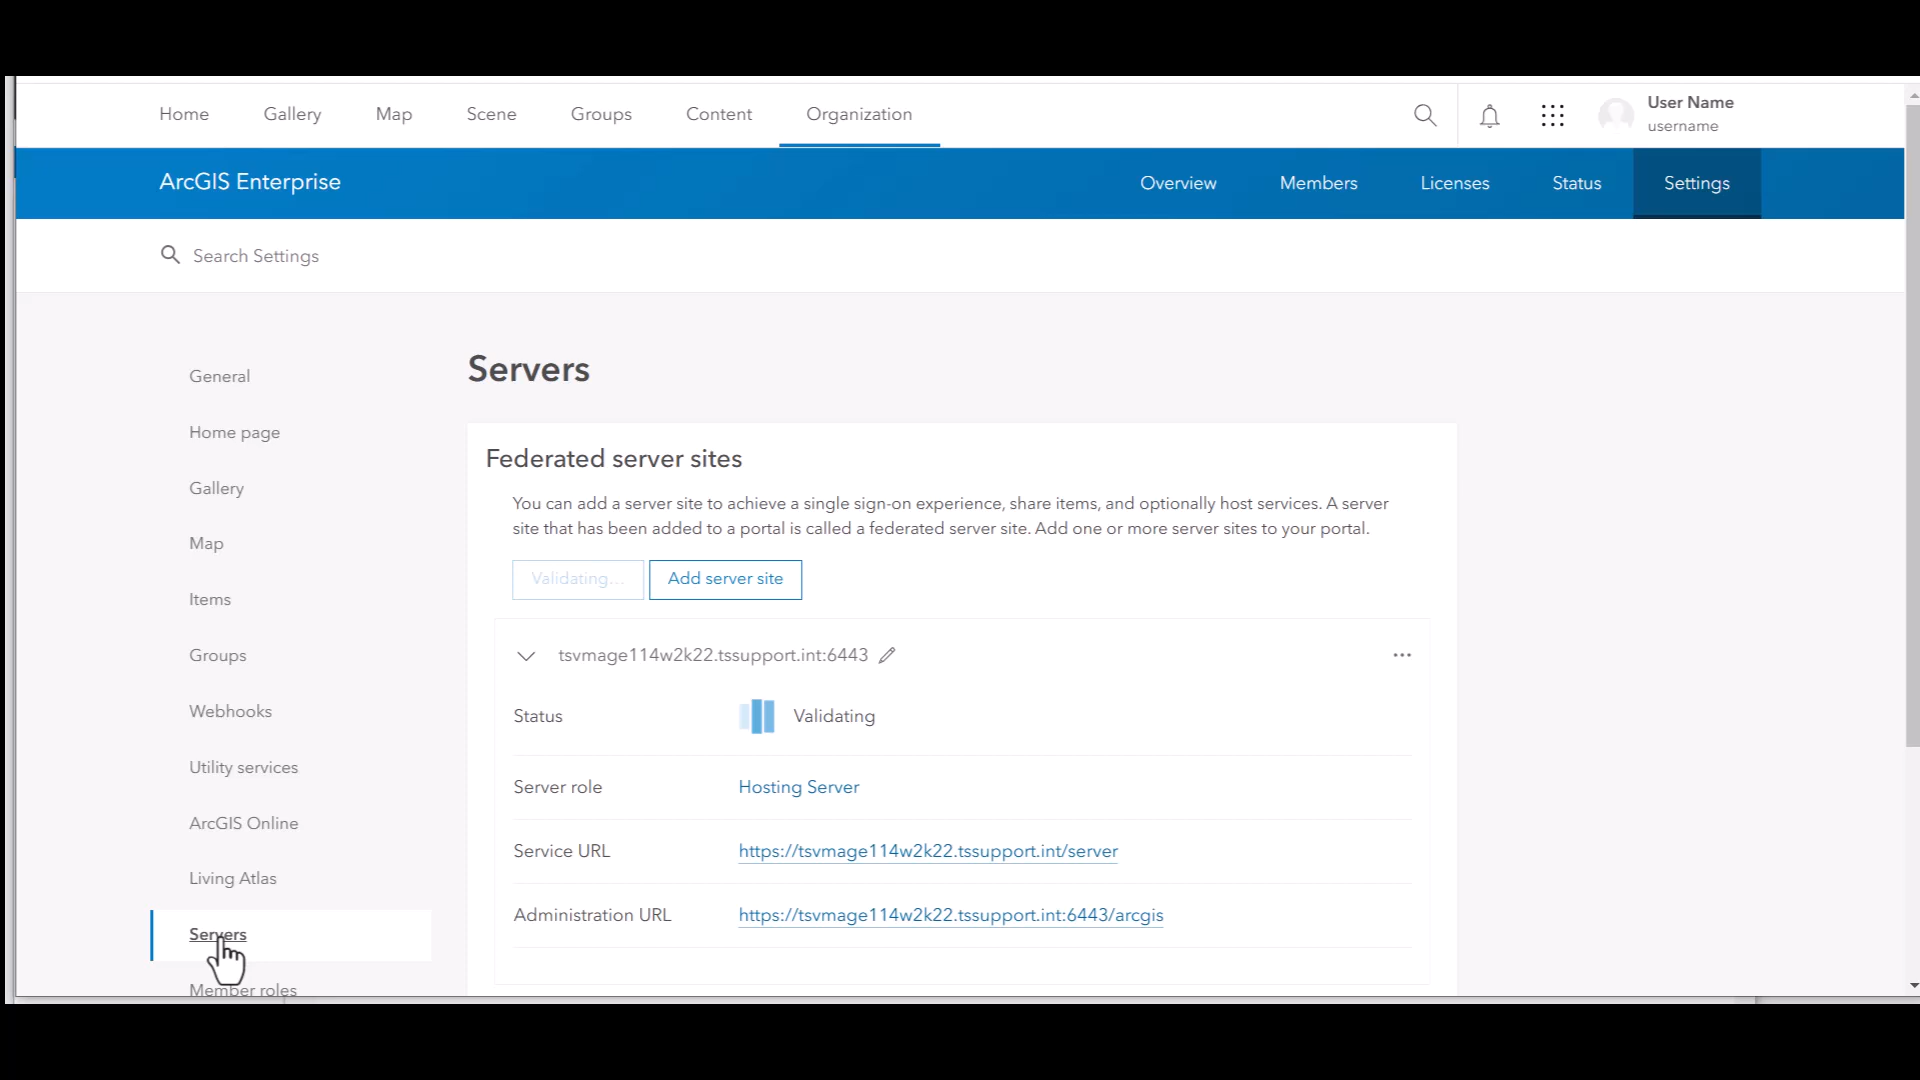 Home Gallery Map Scene Groups Content Organization
User Name
username
ArcGIS Enterprise
Overview Members Licenses Status Settings
Search Settings
General
Home page
Gallery
Map
Items
Groups
Webhooks
Utility services
ArcGIS Online
Living Atlas
Servers
Member roles
Servers
Federated server sites
You can add a server site to achieve a single sign-on experience, share items, and optionally host services. A server
site that has been added to a portal is called a federated server site. Add one or more server sites to your portal.
Validating... Add server site
tsvmage114w2k22.tssupport.int:6443
Status Validating
Server role Hosting Server
Service URL https://tsvmage114w2k22.tssupport.int/server
Administration URL https://tsvmage114w2k22.tssupport.int:6443/arcgis